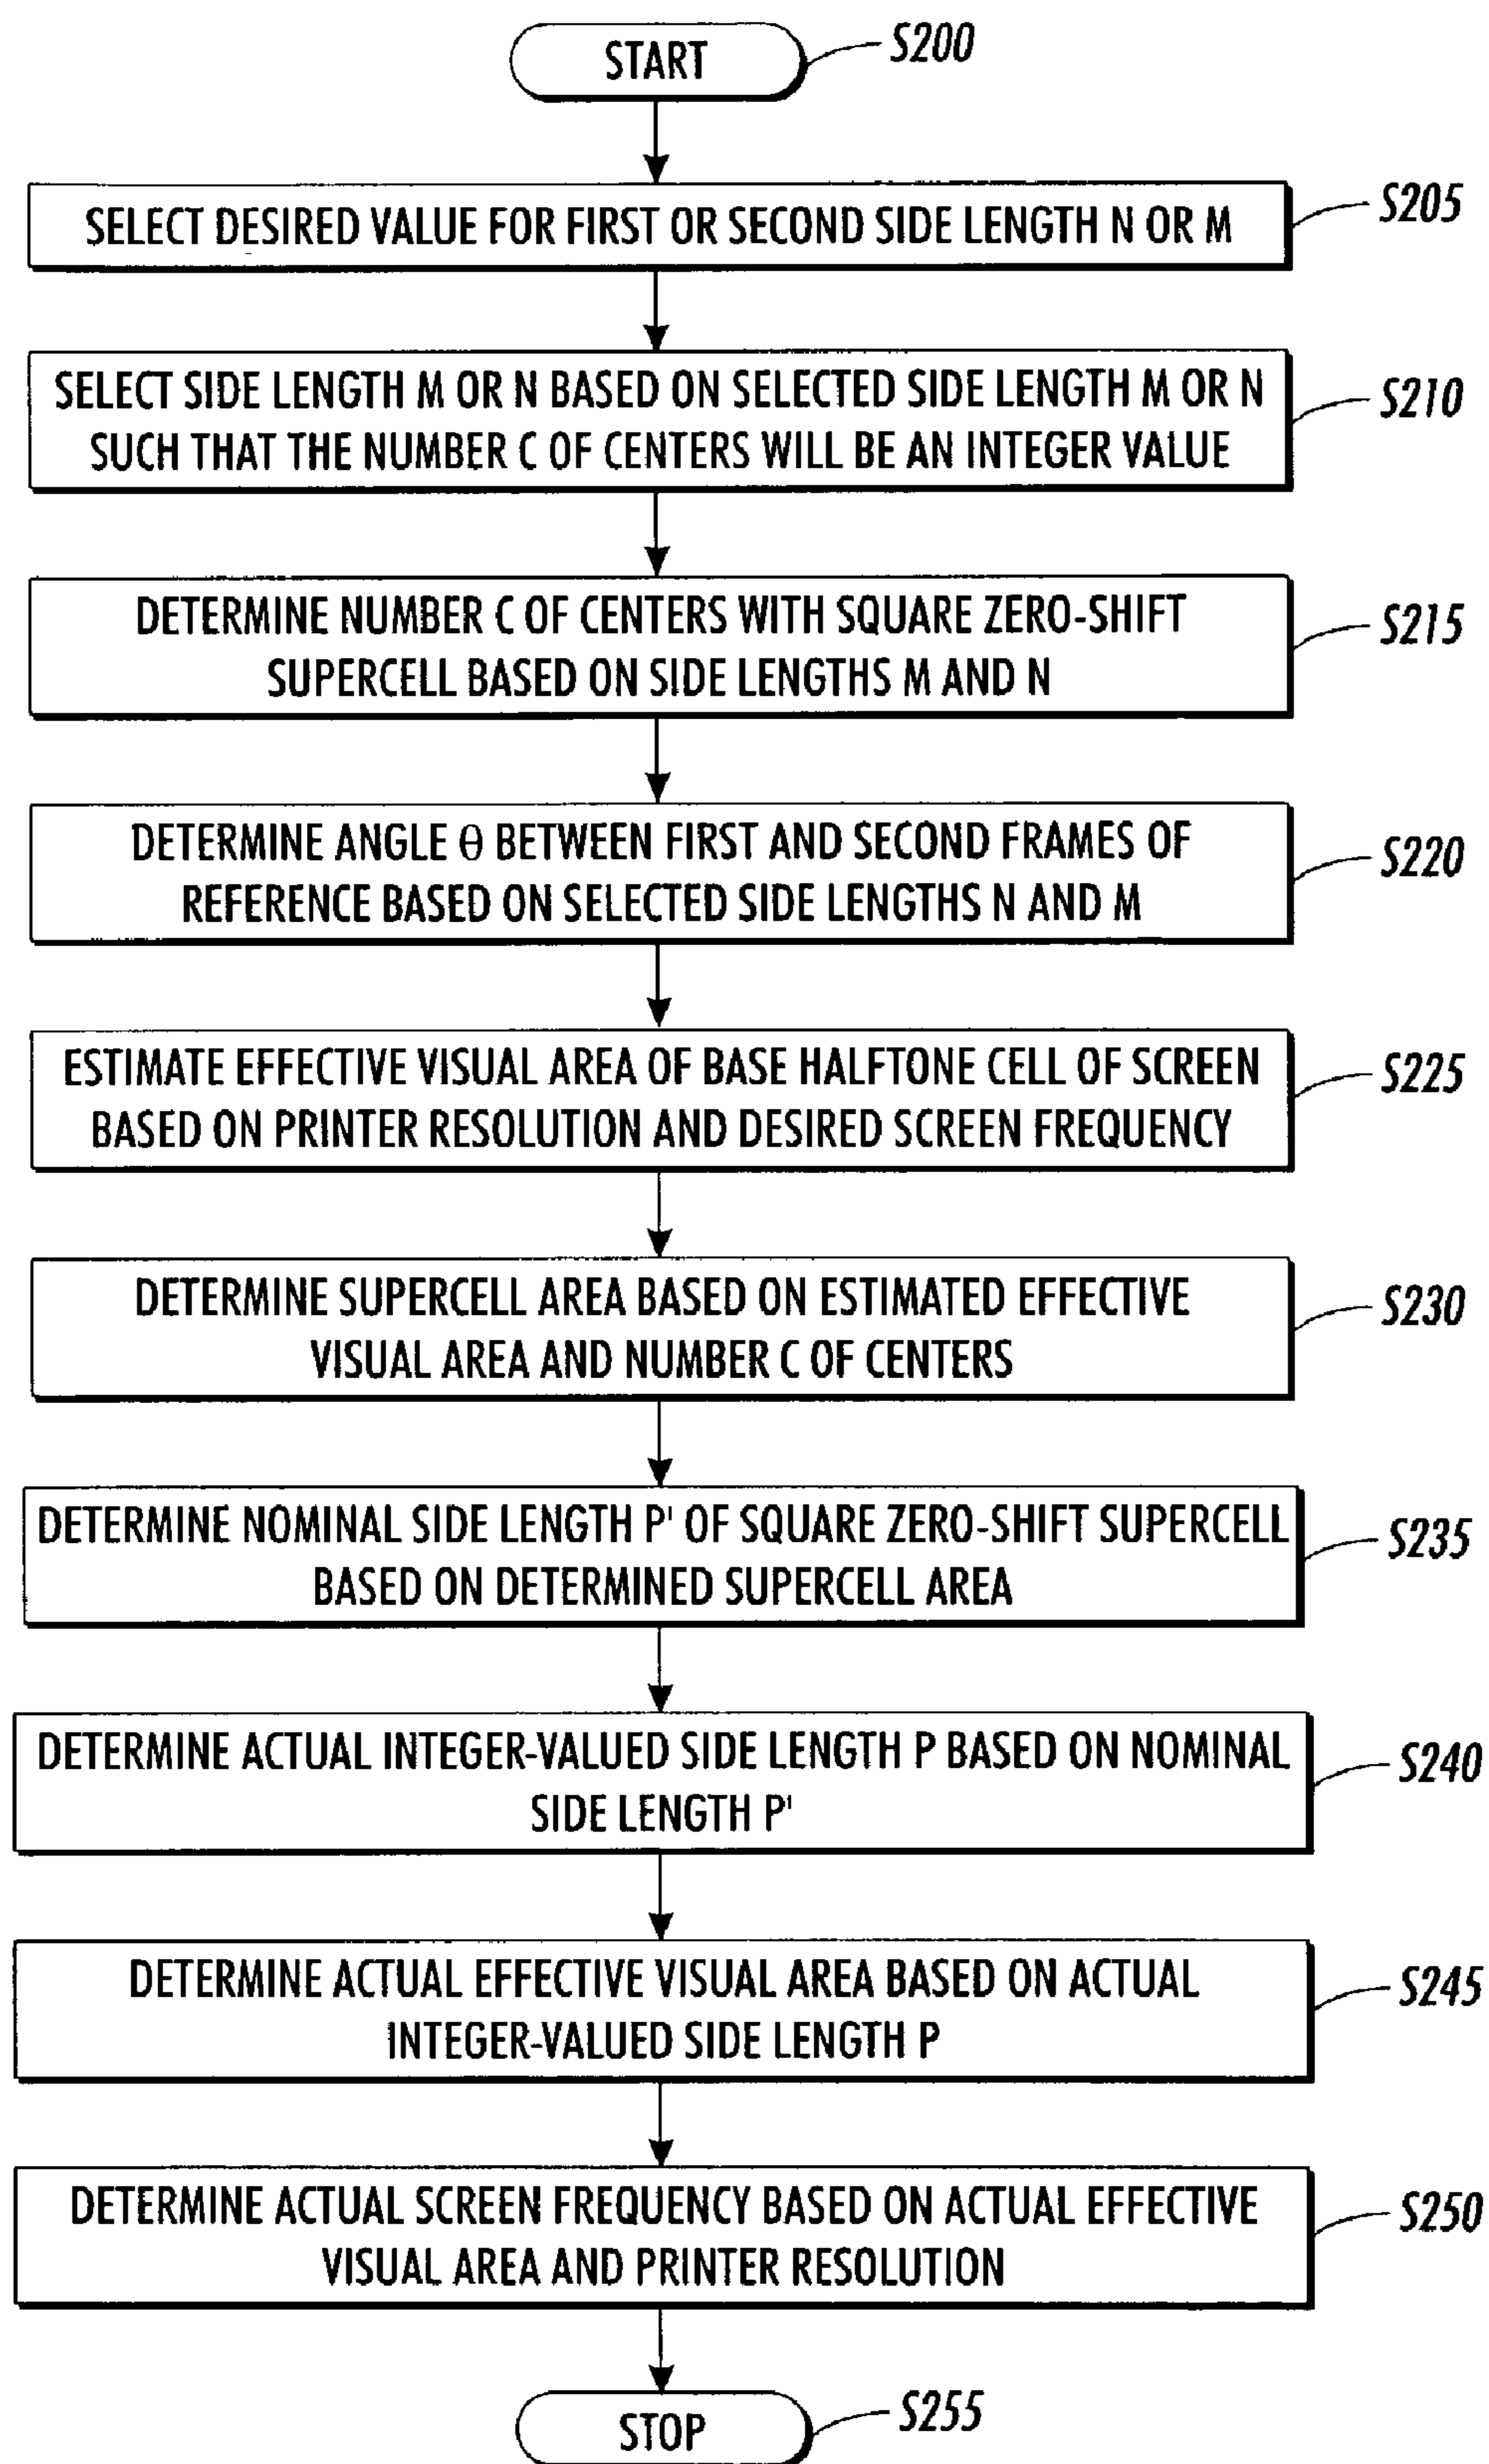 START
S200
SELECT DESIRED VALUE FOR FIRST OR SECOND SIDE LENGTH N OR M
S205
SELECT SIDE LENGTH M OR N BASED ON SELECTED SIDE LENGTH M OR N
SUCH THAT THE NUMBER C OF CENTERS WILL BE AN INTEGER VALUE
S210
DETERMINE NUMBER C OF CENTERS WITH SQUARE ZERO-SHIFT
SUPERCELL BASED ON SIDE LENGTHS M AND N
S215
DETERMINE ANGLE θ BETWEEN FIRST AND SECOND FRAMES OF
REFERENCE BASED ON SELECTED SIDE LENGTHS N AND M
S220
ESTIMATE EFFECTIVE VISUAL AREA OF BASE HALFTONE CELL OF SCREEN
BASED ON PRINTER RESOLUTION AND DESIRED SCREEN FREQUENCY
S225
DETERMINE SUPERCELL AREA BASED ON ESTIMATED EFFECTIVE
VISUAL AREA AND NUMBER C OF CENTERS
S230
DETERMINE NOMINAL SIDE LENGTH P' OF SQUARE ZERO-SHIFT SUPERCELL
BASED ON DETERMINED SUPERCELL AREA
S235
DETERMINE ACTUAL INTEGER-VALUED SIDE LENGTH P BASED ON NOMINAL
SIDE LENGTH P'
S240
DETERMINE ACTUAL EFFECTIVE VISUAL AREA BASED ON ACTUAL
INTEGER-VALUED SIDE LENGTH P
S245
DETERMINE ACTUAL SCREEN FREQUENCY BASED ON ACTUAL EFFECTIVE
VISUAL AREA AND PRINTER RESOLUTION
S250
STOP
S255